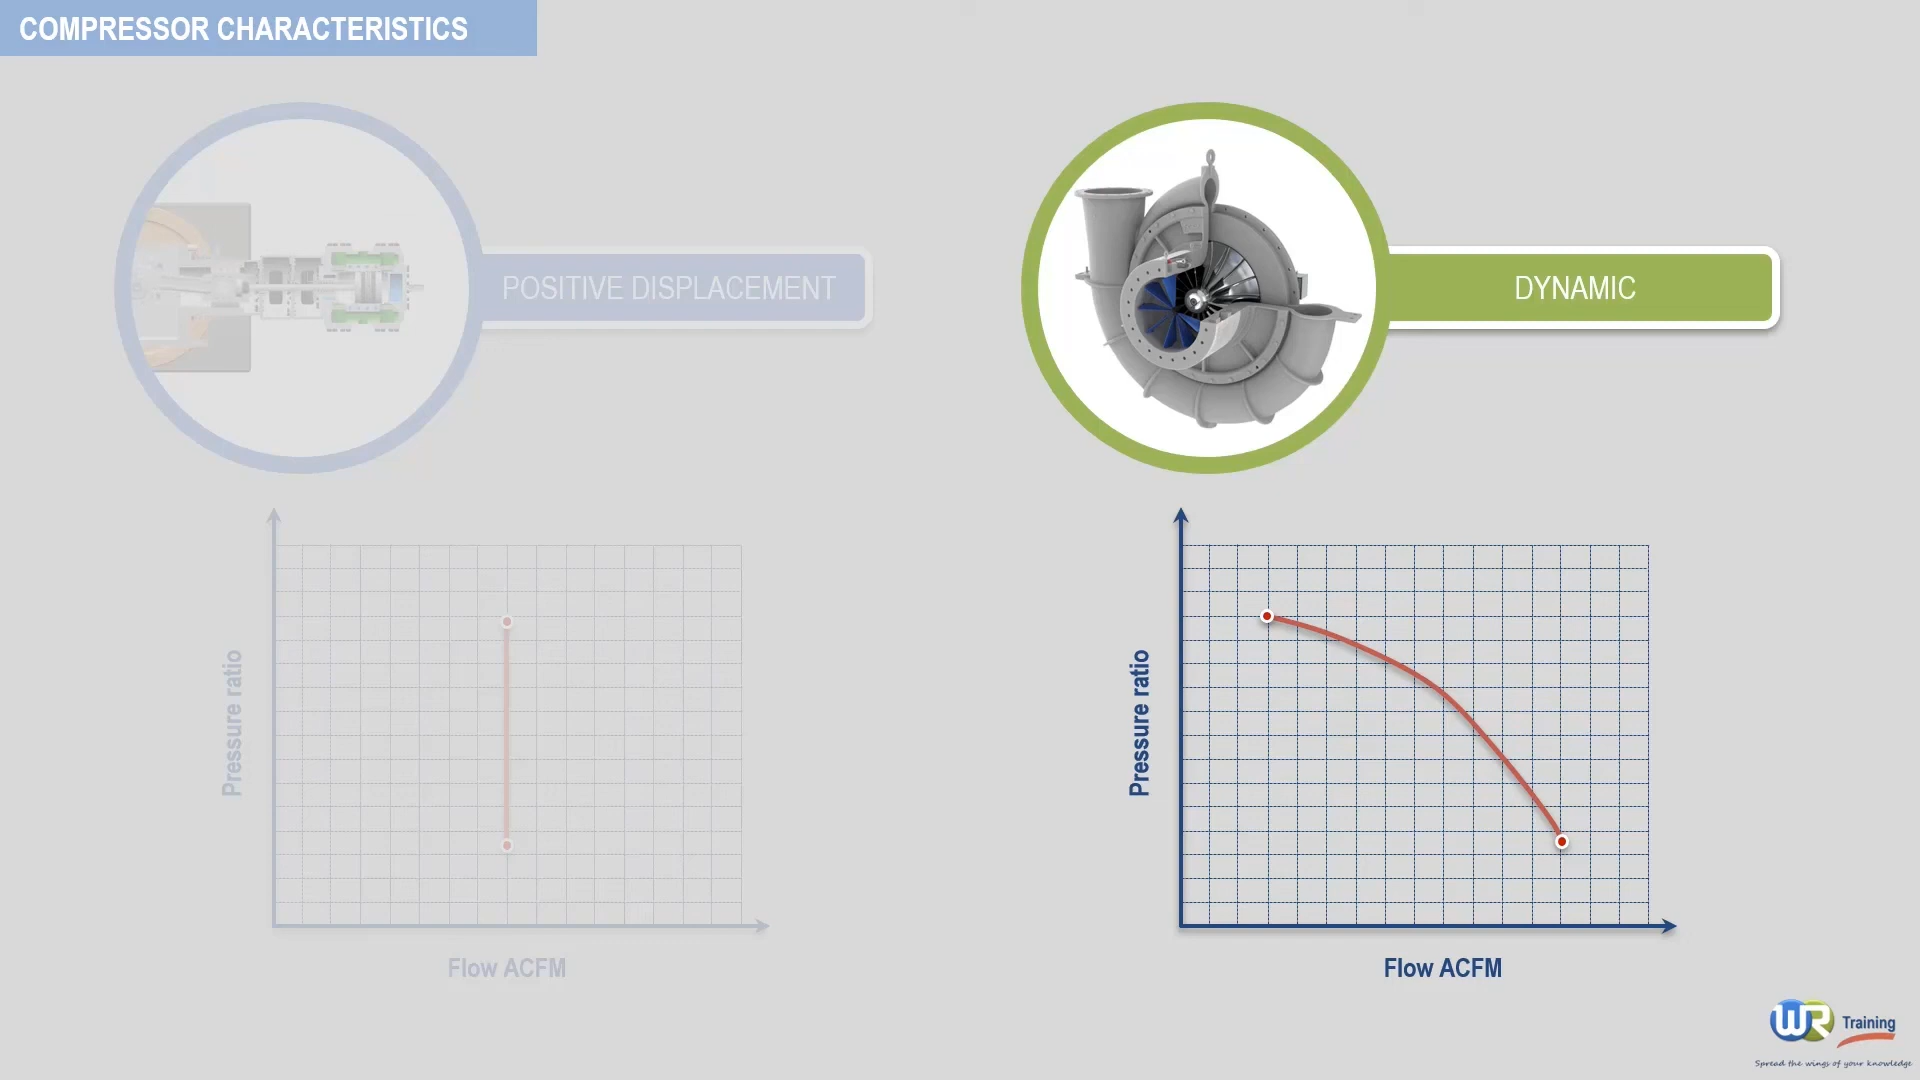 COMPRESSOR CHARACTERISTICS
POSITIVE DISPLACEMENT
DYNAMIC
Pressure ratio
Flow ACFM
Pressure ratio
Flow ACFM
WR Training
Spread the wings of your knowledge